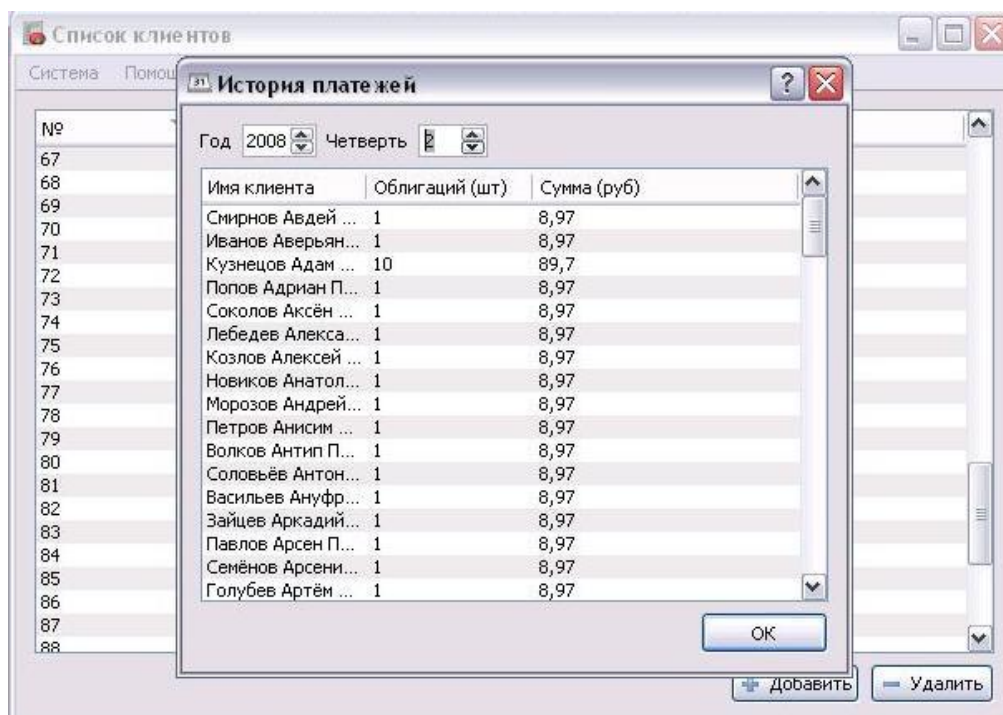 Список клиентов
Система Помощ
История платежей
Год 2008 Четверть 2
№
67
68
69
70
71
72
73
74
75
76
77
78
79
80
81
82
83
84
85
86
87
88
Имя клиента Облигаций (шт) Сумма (руб)
Смирнов Авдей ... 1 8,97
Иванов Аверьян... 1 8,97
Кузнецов Адам ... 10 89,7
Попов Адриан П... 1 8,97
Соколов Аксён ... 1 8,97
Лебедев Алекса... 1 8,97
Козлов Алексей ... 1 8,97
Новиков Анатол... 1 8,97
Морозов Андрей... 1 8,97
Петров Анисим ... 1 8,97
Волков Антип П... 1 8,97
Соловьёв Антон... 1 8,97
Васильев Ануфр... 1 8,97
Зайцев Аркадий... 1 8,97
Павлов Арсен П... 1 8,97
Семёнов Арсени... 1 8,97
Голубев Артём ... 1 8,97
ОК
Добавить Удалить